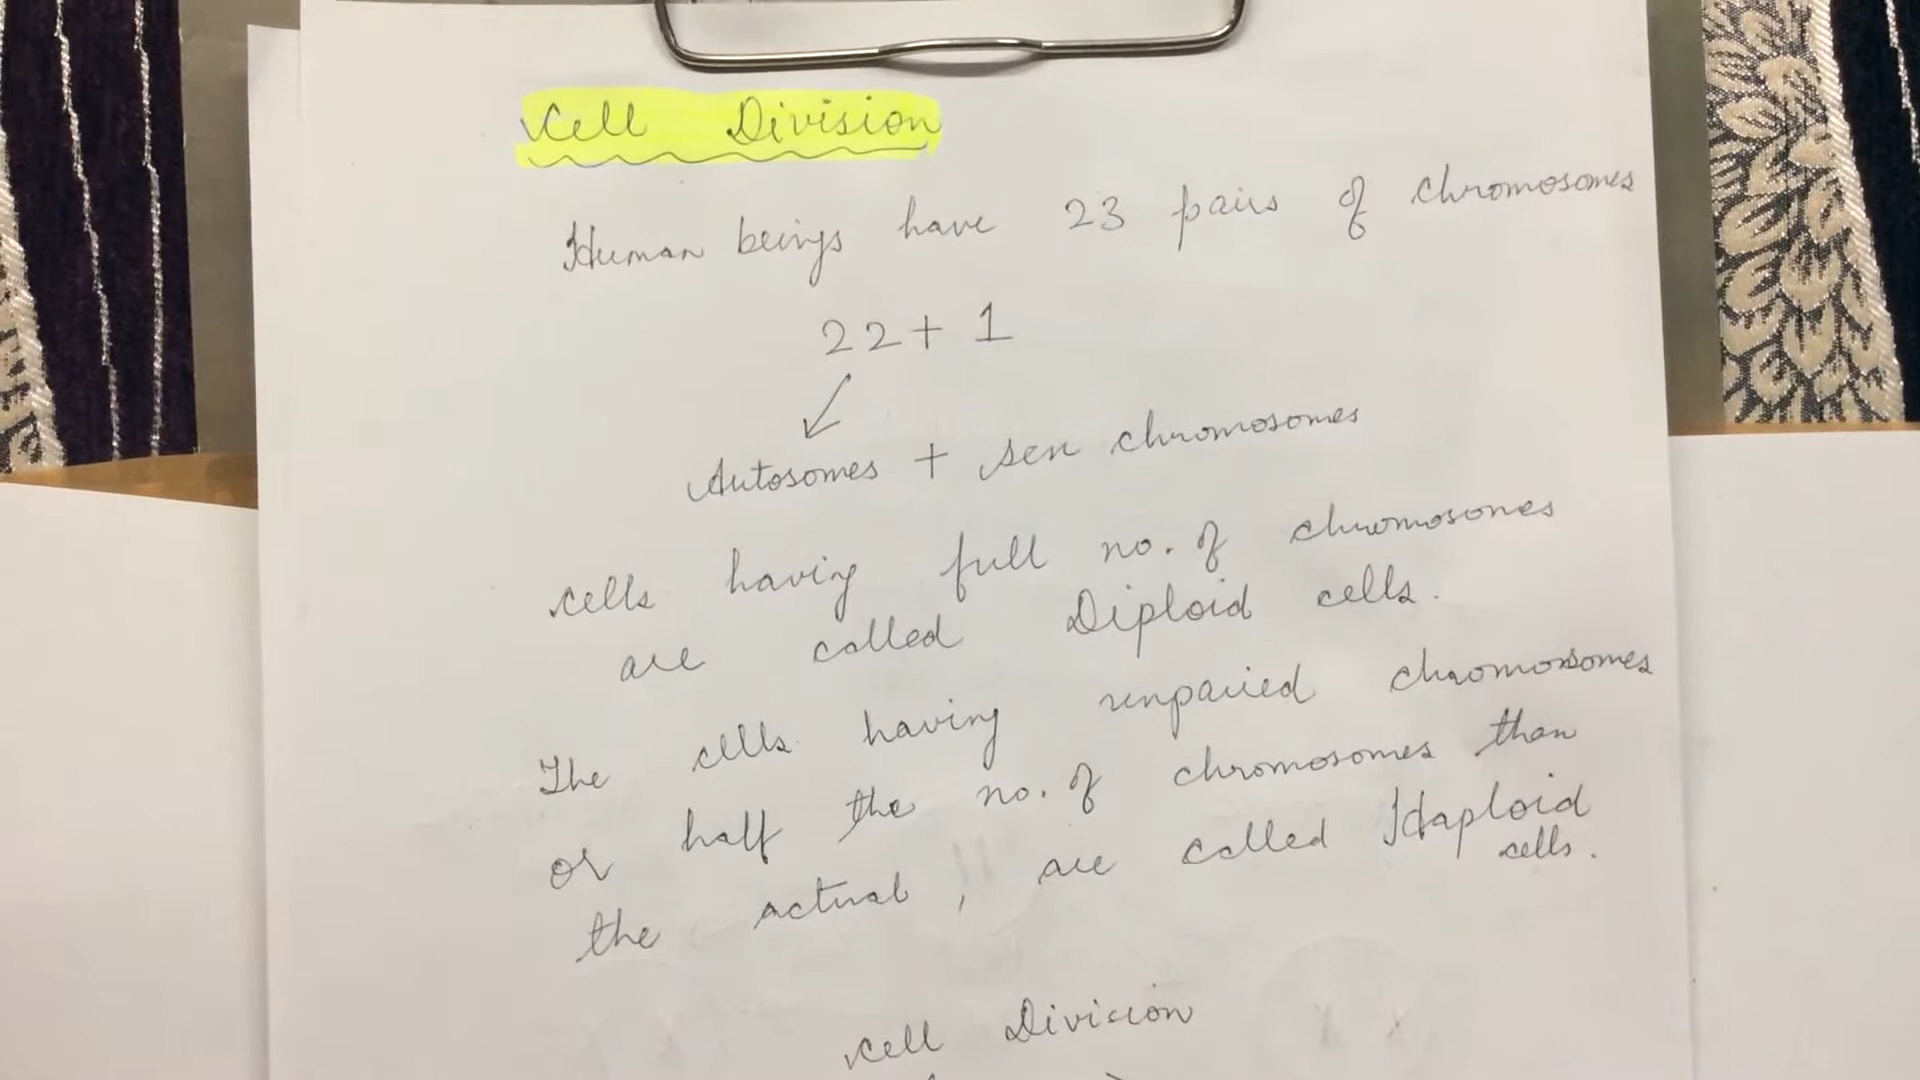 Cell Division
Human beings have 23 pairs of chromosomes
22 + 1
Autosomes + sex chromosomes
cells having full no. of chromosomes
are called Diploid cells.
The cells having unpaired chromosomes
or half the no. of chromosomes than
the actual, are called Haploid
cells.
Cell Division